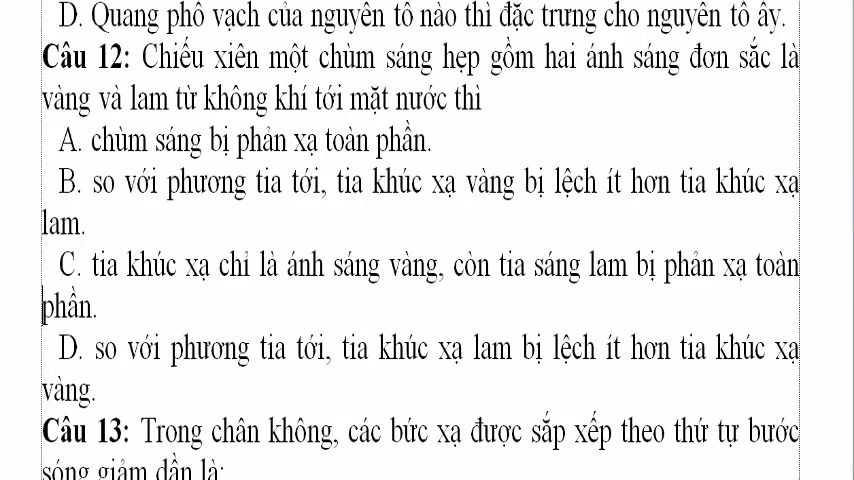 D. Quang phổ vạch của nguyên tố nào thì đặc trưng cho nguyên tố ấy.
Câu 12: Chiếu xiên một chùm sáng hẹp gồm hai ánh sáng đơn sắc là
vàng và lam từ không khí tới mặt nước thì
A. chùm sáng bị phản xạ toàn phần.
B. so với phương tia tới, tia khúc xạ vàng bị lệch ít hơn tia khúc xạ
lam.
C. tia khúc xạ chỉ là ánh sáng vàng, còn tia sáng lam bị phản xạ toàn
phần.
D. so với phương tia tới, tia khúc xạ lam bị lệch ít hơn tia khúc xạ
vàng.
Câu 13: Trong chân không, các bức xạ được sắp xếp theo thứ tự bước
sóng giảm dần là: